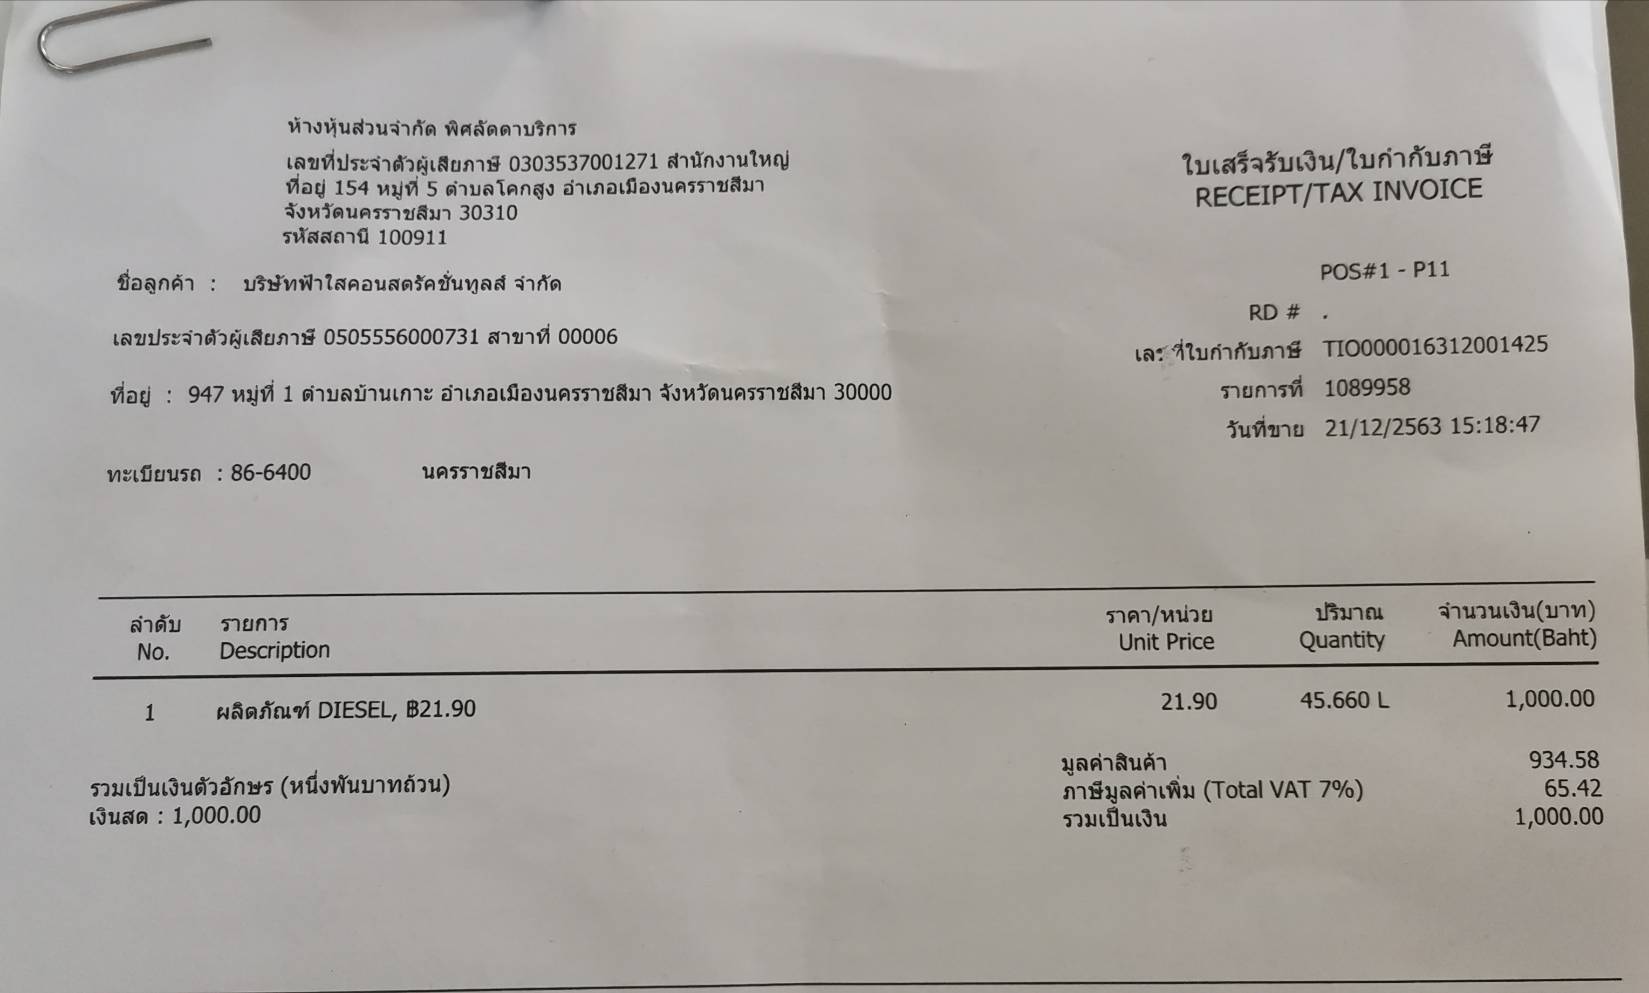 ห้างหุ้นส่วนจำกัด พิศลัดดาบริการ
เลขที่ประจำตัวผู้เสียภาษี 0303537001271 สำนักงานใหญ่
ที่อยู่ 154 หมู่ที่ 5 ตำบลโคกสูง อำเภอเมืองนครราชสีมา
จังหวัดนครราชสีมา 30310
รหัสสถานี 100911
ใบเสร็จรับเงิน/ใบกำกับภาษี
RECEIPT/TAX INVOICE
ชื่อลูกค้า : บริษัทฟ้าใสคอนสตรัคชั่นทูลส์ จำกัด
เลขประจำตัวผู้เสียภาษี 0505556000731 สาขาที่ 00006
ที่อยู่ : 947 หมู่ที่ 1 ตำบลบ้านเกาะ อำเภอเมืองนครราชสีมา จังหวัดนครราชสีมา 30000
ทะเบียนรถ : 86-6400 นครราชสีมา
POS#1 - P11
RD # .
เลขที่ใบกำกับภาษี TIO000016312001425
รายการที่ 1089958
วันที่ขาย 21/12/2563 15:18:47
ลำดับ รายการ ราคา/หน่วย ปริมาณ จำนวนเงิน(บาท)
No. Description Unit Price Quantity Amount(Baht)
1 ผลิตภัณฑ์ DIESEL, ฿21.90 21.90 45.660 L 1,000.00
มูลค่าสินค้า 934.58
รวมเป็นเงินตัวอักษร (หนึ่งพันบาทถ้วน) ภาษีมูลค่าเพิ่ม (Total VAT 7%) 65.42
เงินสด : 1,000.00 รวมเป็นเงิน 1,000.00